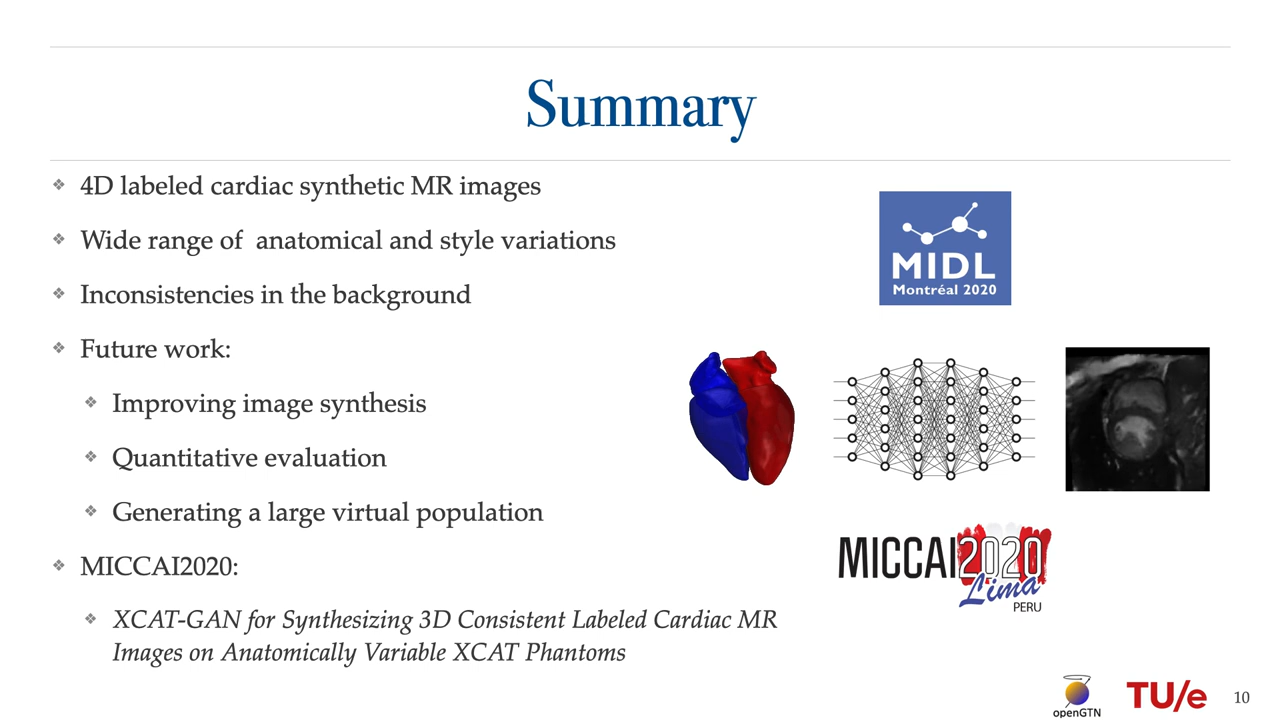 Summary
4D labeled cardiac synthetic MR images
Wide range of anatomical and style variations
Inconsistencies in the background
Future work:
Improving image synthesis
Quantitative evaluation
Generating a large virtual population
MICCAI2020:
XCAT-GAN for Synthesizing 3D Consistent Labeled Cardiac MR
Images on Anatomically Variable XCAT Phantoms
MIDL
Montréal 2020
MICCAI2020
Lima
PERU
openGTN
TU/e
10